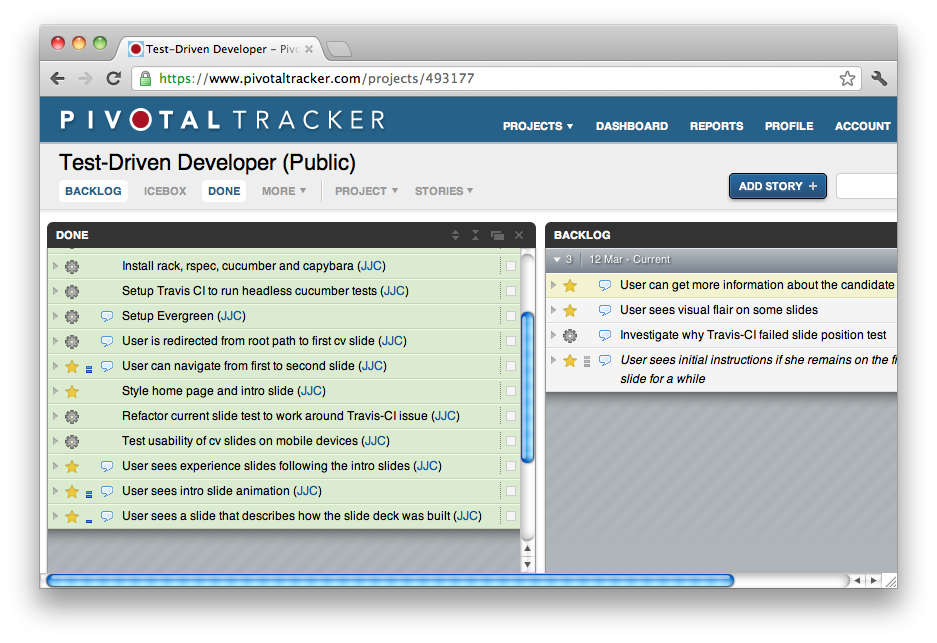 Test-Driven Developer – Pivo
https://www.pivotaltracker.com/projects/493177
PIVOTAL TRACKER
PROJECTS DASHBOARD REPORTS PROFILE ACCOUNT
Test-Driven Developer (Public)
BACKLOG ICEBOX DONE MORE PROJECT STORIES
ADD STORY +
DONE
Install rack, rspec, cucumber and capybara (JJC)
Setup Travis CI to run headless cucumber tests (JJC)
Setup Evergreen (JJC)
User is redirected from root path to first cv slide (JJC)
User can navigate from first to second slide (JJC)
Style home page and intro slide (JJC)
Refactor current slide test to work around Travis-CI issue (JJC)
Test usability of cv slides on mobile devices (JJC)
User sees experience slides following the intro slides (JJC)
User sees intro slide animation (JJC)
User sees a slide that describes how the slide deck was built (JJC)
BACKLOG
3 12 Mar - Current
User can get more information about the candidate
User sees visual flair on some slides
Investigate why Travis-CI failed slide position test
User sees initial instructions if she remains on the fi
slide for a while